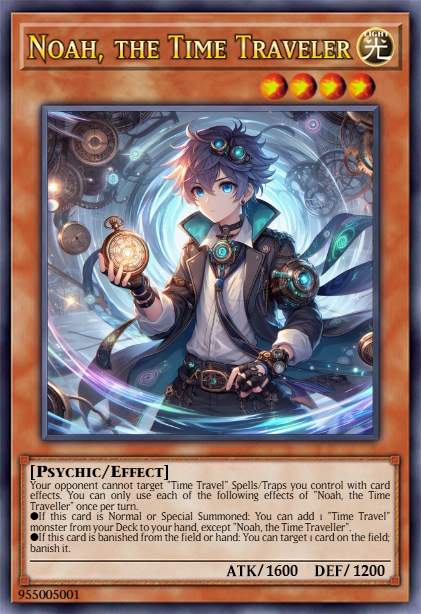 Noah, the Time Traveler
LIGHT
光
[Psychic/Effect]
Your opponent cannot target "Time Travel" Spells/Traps you control with card
effects. You can only use each of the following effects of "Noah, the Time
Traveller" once per turn.
●If this card is Normal or Special Summoned: You can add 1 "Time Travel"
monster from your Deck to your hand, except "Noah, the Time Traveller".
●If this card is banished from the field or hand: You can target 1 card on the field;
banish it.
ATK/1600 DEF/1200
955005001